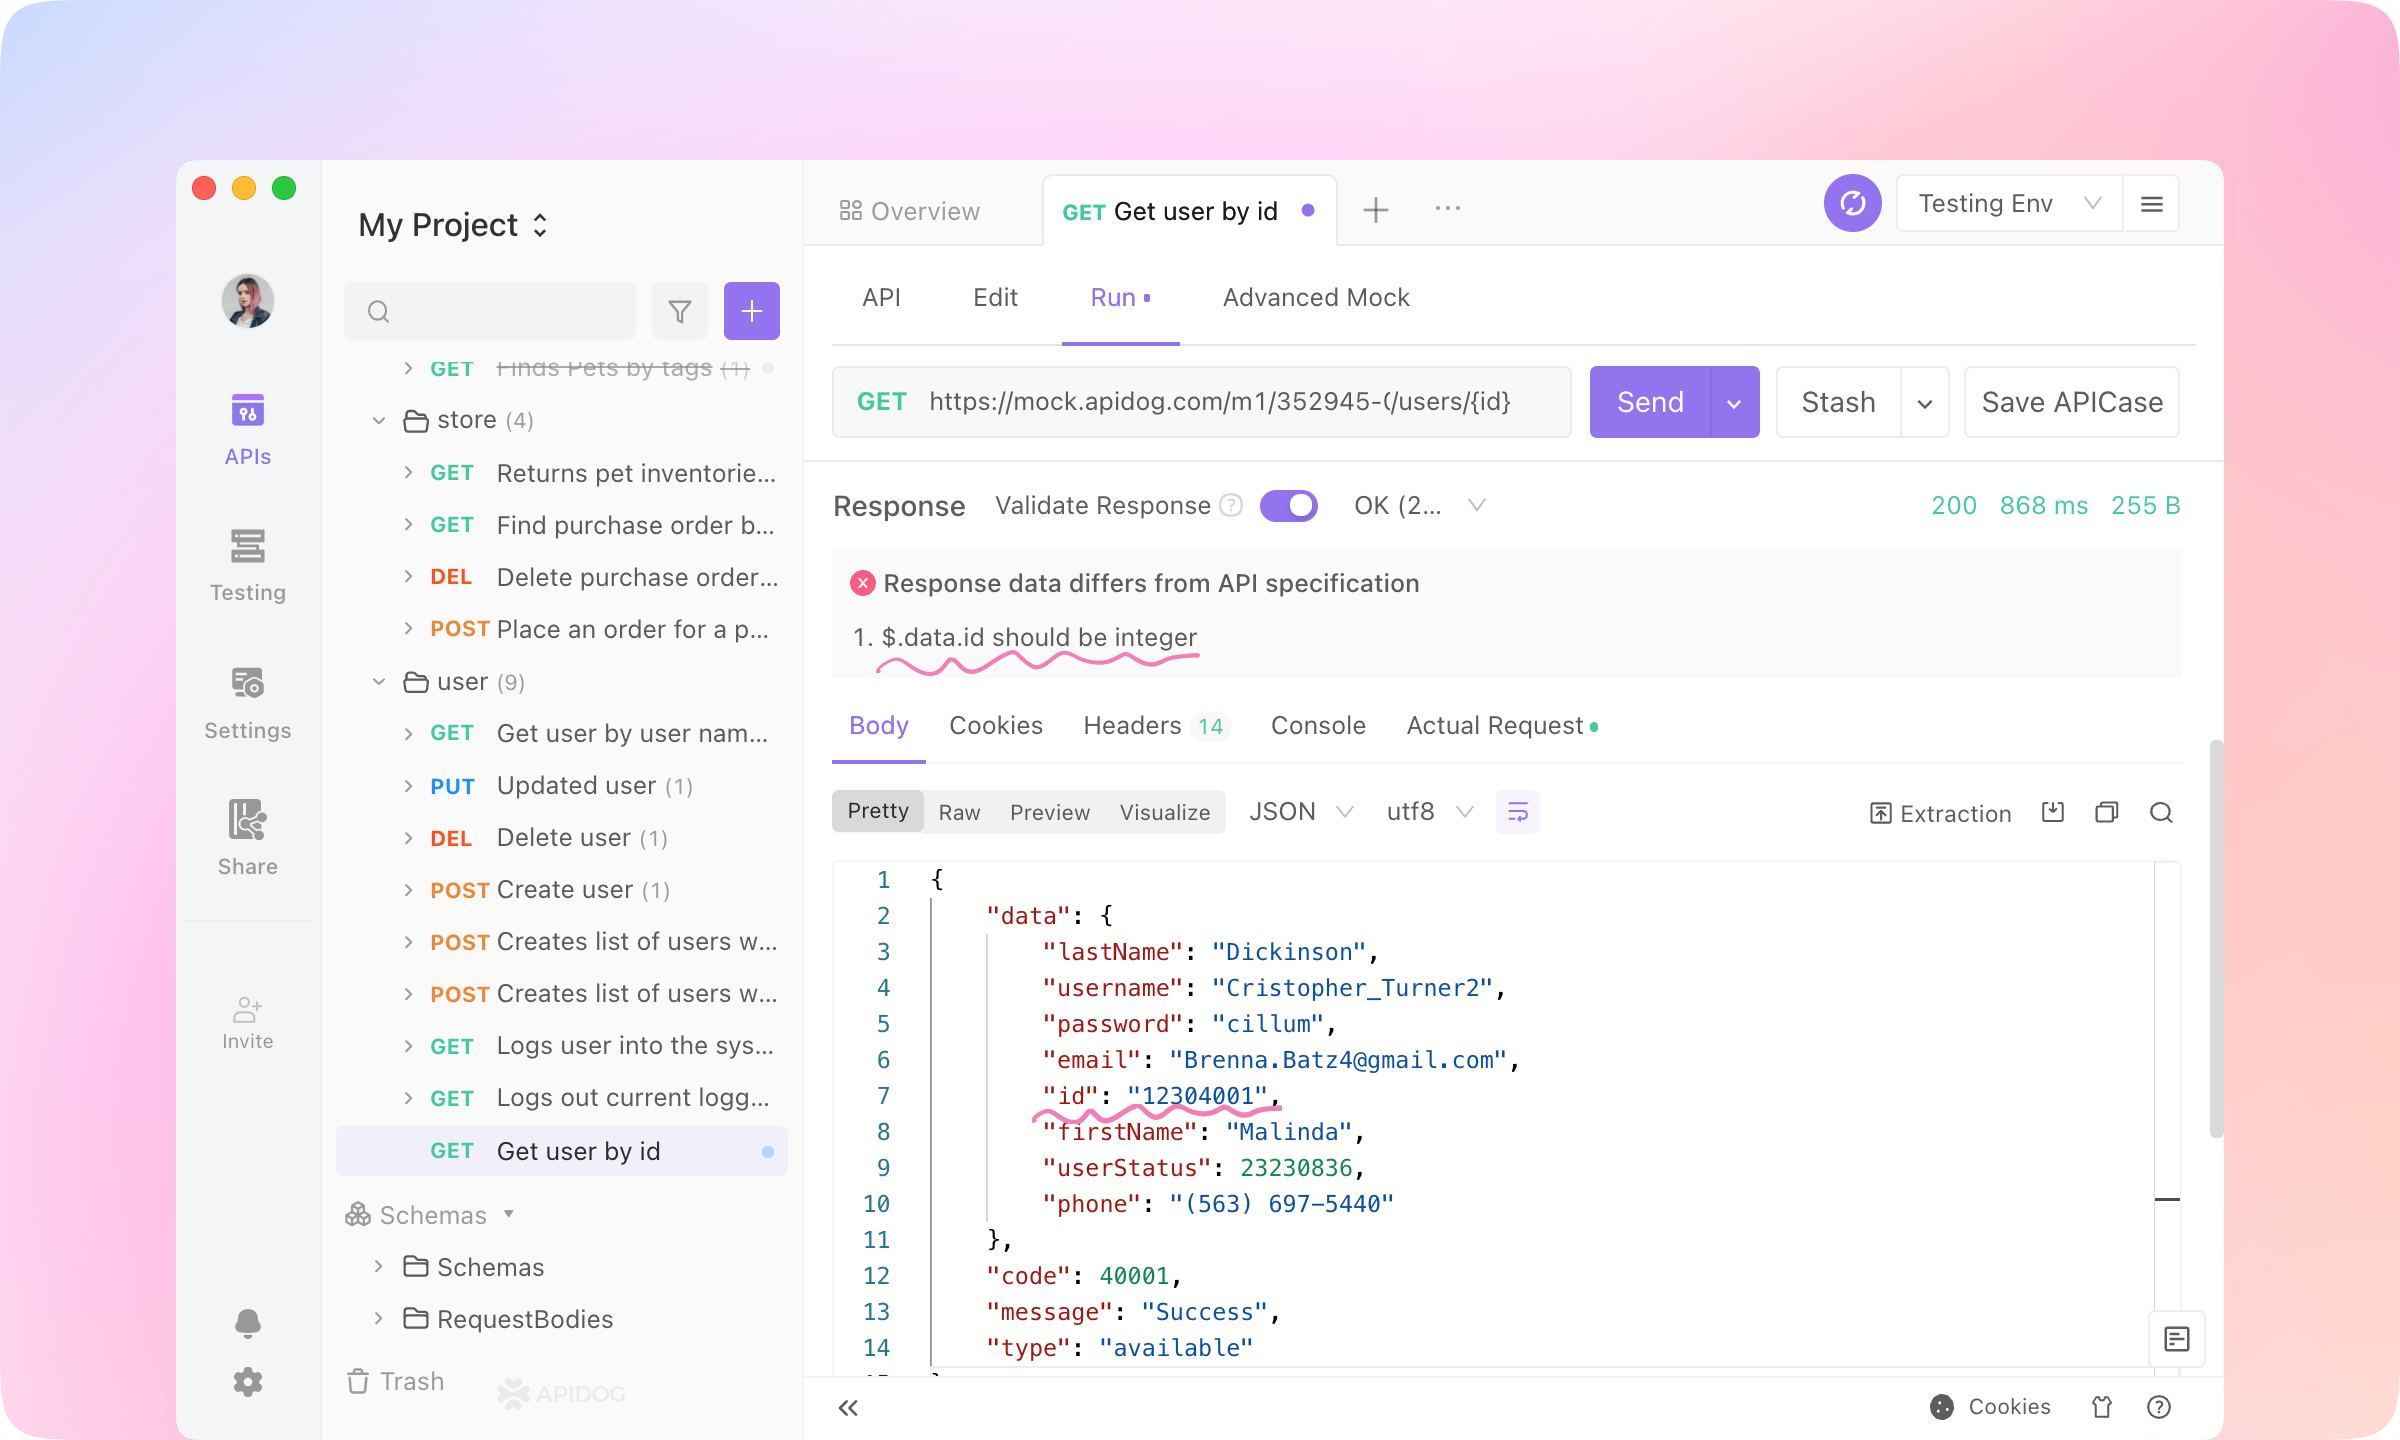 My Project
GET Finds Pets by tags (1)
store (4)
GET Returns pet inventorie...
GET Find purchase order b...
DEL Delete purchase order...
POST Place an order for a p...
user (9)
GET Get user by user nam...
PUT Updated user (1)
DEL Delete user (1)
POST Create user (1)
POST Creates list of users w...
POST Creates list of users w...
GET Logs user into the sys...
GET Logs out current logg...
GET Get user by id
Schemas
Schemas
RequestBodies
Trash
APIDOG
APIs
Testing
Settings
Share
Invite
Overview
GET Get user by id
Testing Env
API Edit Run Advanced Mock
GET https://mock.apidog.com/m1/352945-(/users/{id}
Send
Stash
Save APICase
Response Validate Response ? OK (2...
200 868 ms 255 B
Response data differs from API specification
1. $.data.id should be integer
Body Cookies Headers 14 Console Actual Request
Pretty Raw Preview Visualize JSON utf8
Extraction
1 {
2 "data": {
3 "lastName": "Dickinson",
4 "username": "Cristopher_Turner2",
5 "password": "cillum",
6 "email": "Brenna.Batz4@gmail.com",
7 "id": "12304001",
8 "firstName": "Malinda",
9 "userStatus": 23230836,
10 "phone": "(563) 697-5440"
11 },
12 "code": 40001,
13 "message": "Success",
14 "type": "available"
Cookies